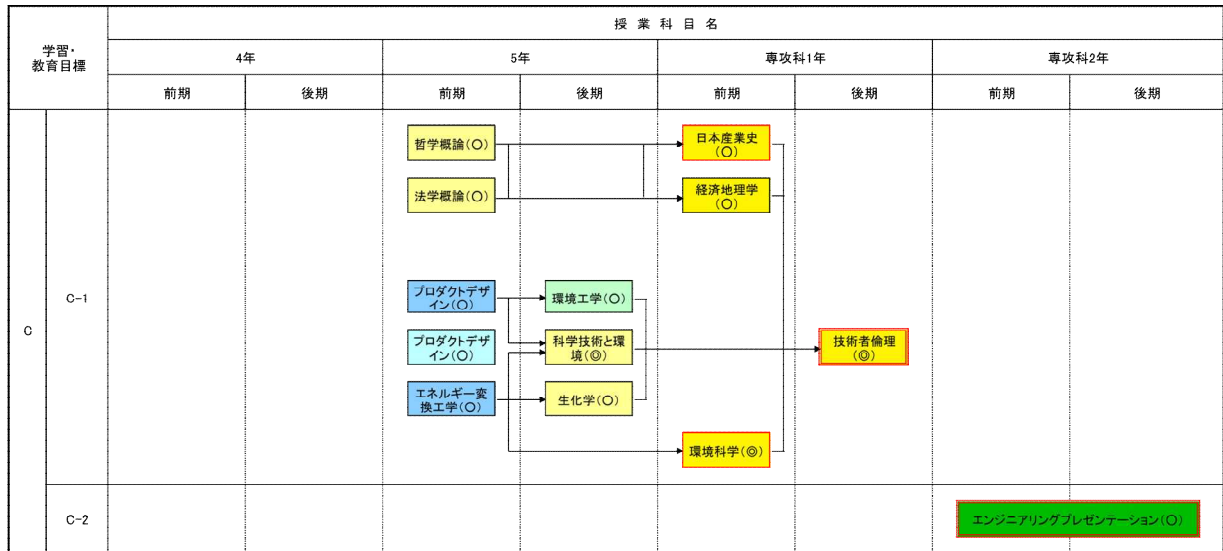 授業科目名
学習・
教育目標
4年
5年
専攻科1年
専攻科2年
前期
後期
前期
後期
前期
後期
前期
後期
哲学概論(〇)
日本産業史
(〇)
法学概論(〇)
経済地理学
(〇)
C
C-1
プロダクトデザ
イン(〇)
環境工学(〇)
プロダクトデザ
イン(〇)
科学技術と環
境(◎)
技術者倫理
(◎)
エネルギー変
換工学(〇)
生化学(〇)
環境科学(◎)
C-2
エンジニアリングプレゼンテーション(〇)